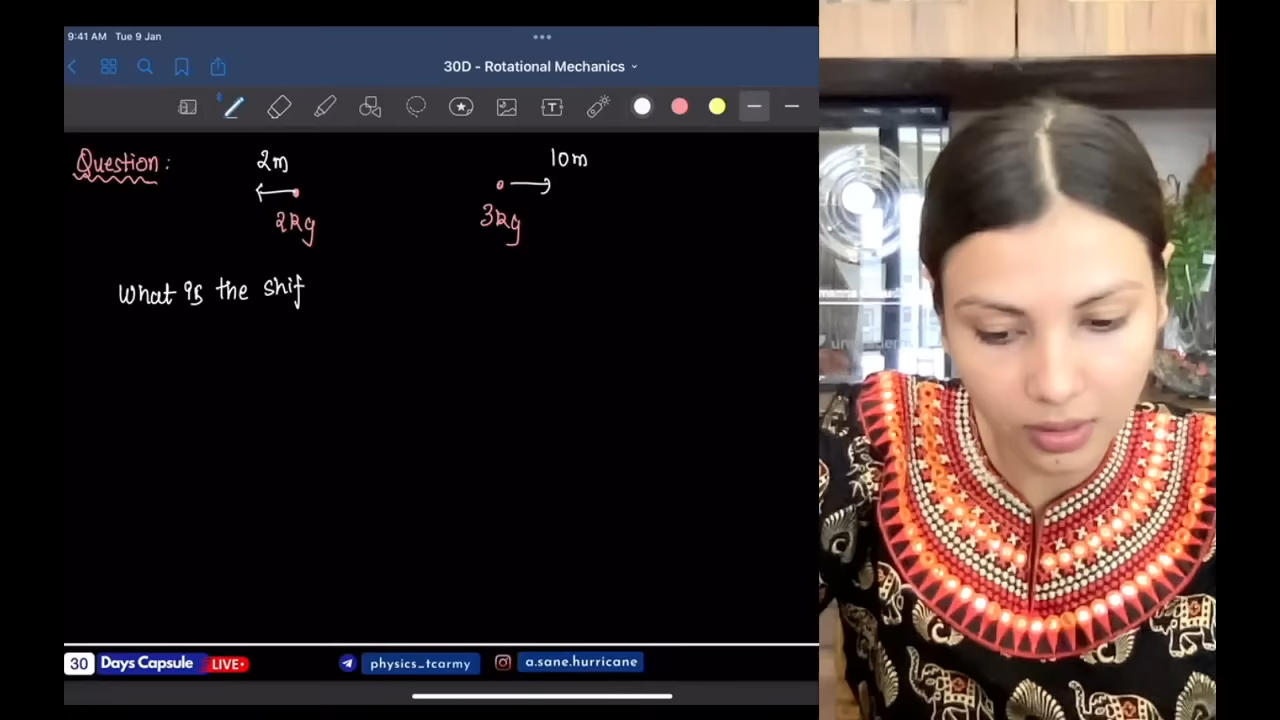 9:41 AM Tue 9 Jan
30D - Rotational Mechanics
Question: 2m 10m
2kg 3kg
What is the shif
30 Days Capsule LIVE
physics_tcarmy a.sane.hurricane